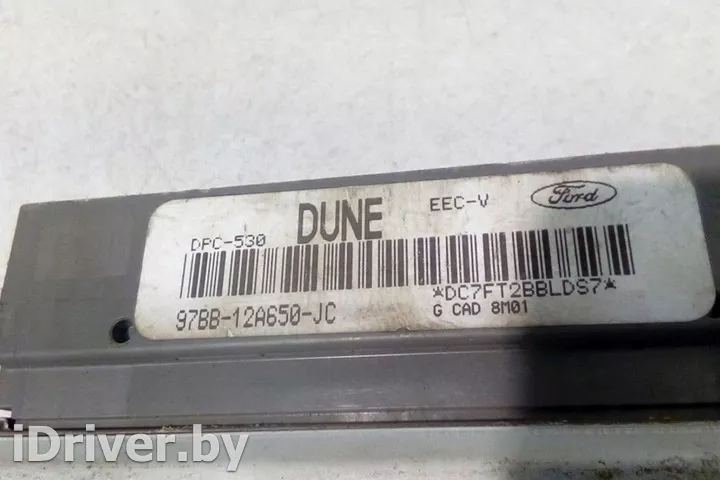 DPC-530 DUNE EEC-V Ford
*DC7FT2BBLDS7*
97BB-12A650-JC G CAD 8M01
iDriver.by